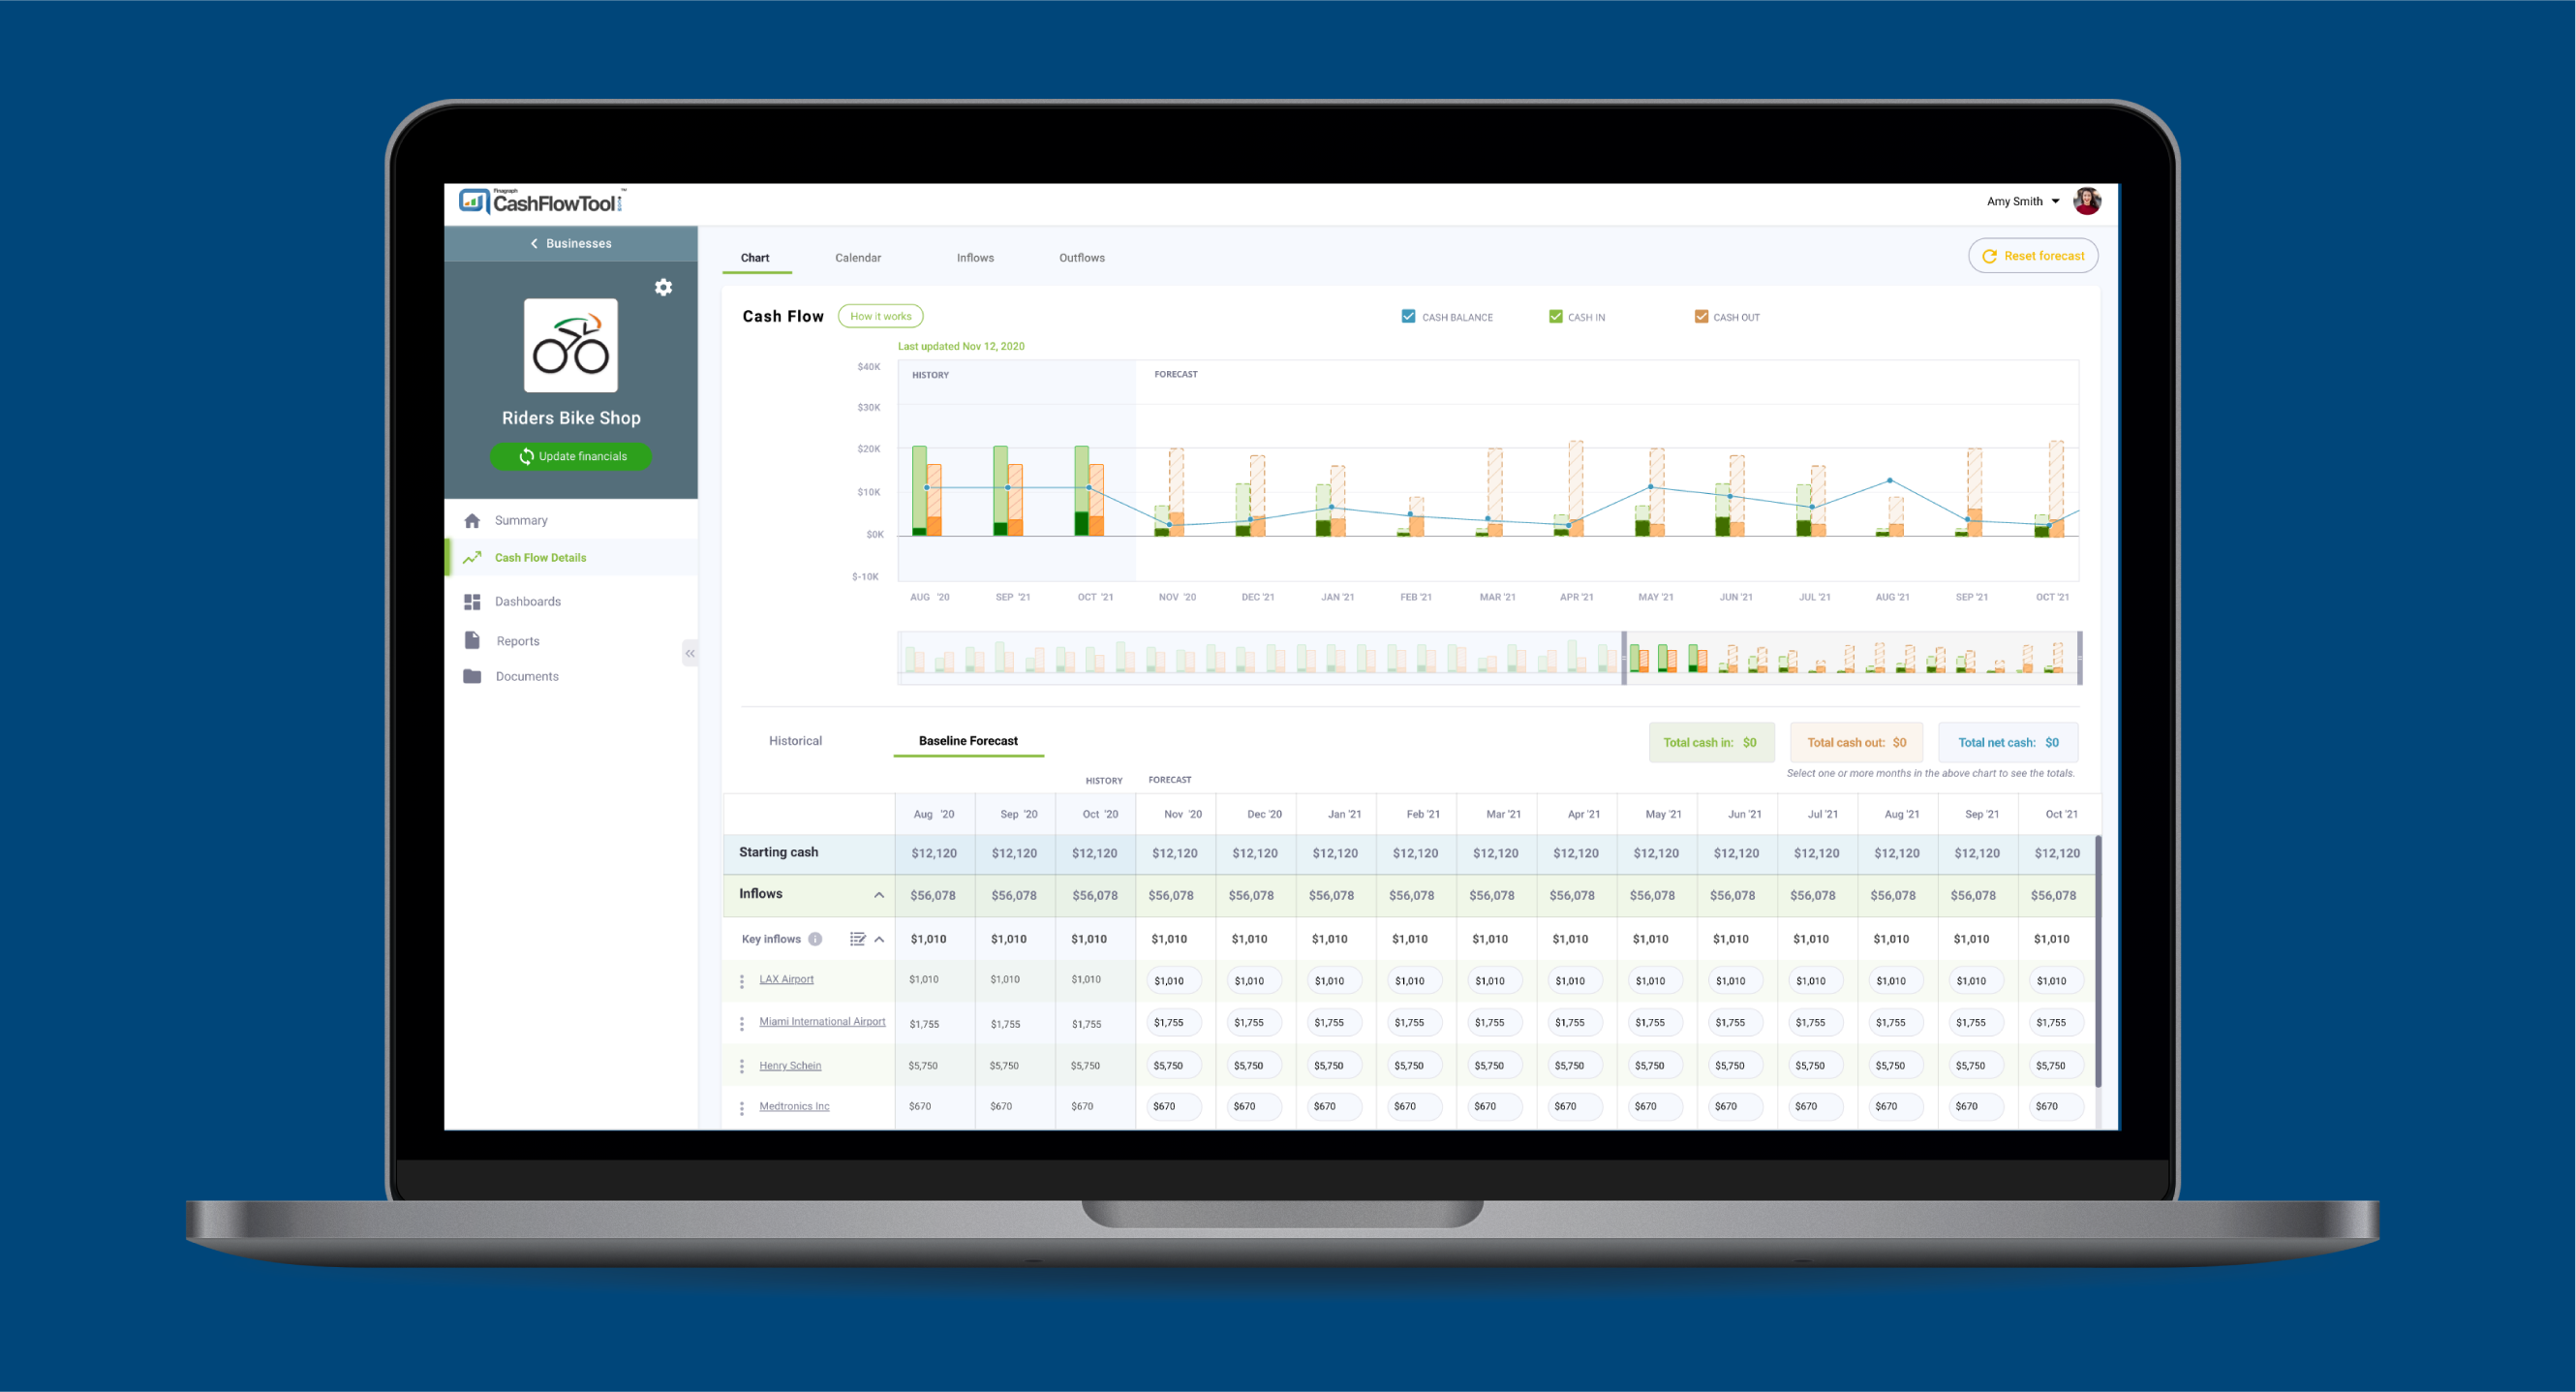 Finagraph
CashFlowTool.com™
Amy Smith
Businesses
Riders Bike Shop
Update financials
Summary
Cash Flow Details
Dashboards
Reports
Documents
Chart Calendar Inflows Outflows
Reset forecast
Cash Flow How it works
CASH BALANCE CASH IN CASH OUT
Last updated Nov 12, 2020
HISTORY FORECAST
$40K
$30K
$20K
$10K
$0K
$-10K
AUG '20 SEP '21 OCT '21 NOV '20 DEC '21 JAN '21 FEB '21 MAR '21 APR '21 MAY '21 JUN '21 JUL '21 AUG '21 SEP '21 OCT '21
Historical Baseline Forecast
Total cash in: $0 Total cash out: $0 Total net cash: $0
Select one or more months in the above chart to see the totals.
HISTORY FORECAST
Aug '20 Sep '20 Oct '20 Nov '20 Dec '20 Jan '21 Feb '21 Mar '21 Apr '21 May '21 Jun '21 Jul '21 Aug '21 Sep '21 Oct '21
Starting cash $12,120 $12,120 $12,120 $12,120 $12,120 $12,120 $12,120 $12,120 $12,120 $12,120 $12,120 $12,120 $12,120 $12,120 $12,120
Inflows $56,078 $56,078 $56,078 $56,078 $56,078 $56,078 $56,078 $56,078 $56,078 $56,078 $56,078 $56,078 $56,078 $56,078 $56,078
Key inflows $1,010 $1,010 $1,010 $1,010 $1,010 $1,010 $1,010 $1,010 $1,010 $1,010 $1,010 $1,010 $1,010 $1,010 $1,010
LAX Airport $1,010 $1,010 $1,010 $1,010 $1,010 $1,010 $1,010 $1,010 $1,010 $1,010 $1,010 $1,010 $1,010 $1,010 $1,010
Miami International Airport $1,755 $1,755 $1,755 $1,755 $1,755 $1,755 $1,755 $1,755 $1,755 $1,755 $1,755 $1,755 $1,755 $1,755 $1,755
Henry Schein $5,750 $5,750 $5,750 $5,750 $5,750 $5,750 $5,750 $5,750 $5,750 $5,750 $5,750 $5,750 $5,750 $5,750 $5,750
Medtronics Inc $670 $670 $670 $670 $670 $670 $670 $670 $670 $670 $670 $670 $670 $670 $670